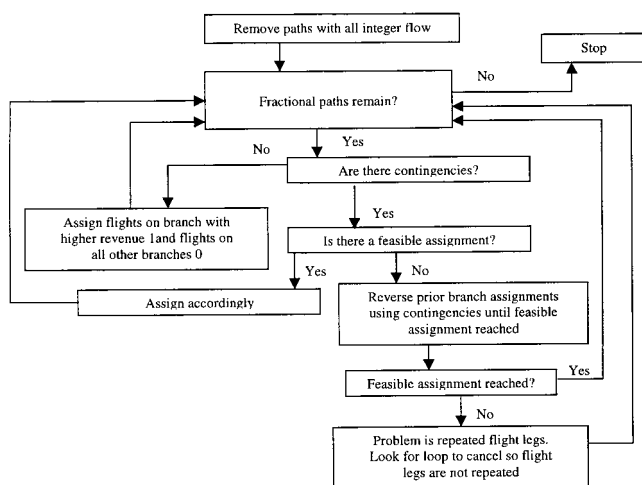 Remove paths with all integer flow
Stop
No
Fractional paths remain?
Yes
No
Are there contingencies?
Yes
Assign flights on branch with
higher revenue 1and flights on
all other branches 0
Is there a feasible assignment?
Yes
No
Assign accordingly
Reverse prior branch assignments
using contingencies until feasible
assignment reached
Yes
Feasible assignment reached?
No
Problem is repeated flight legs.
Look for loop to cancel so flight
legs are not repeated